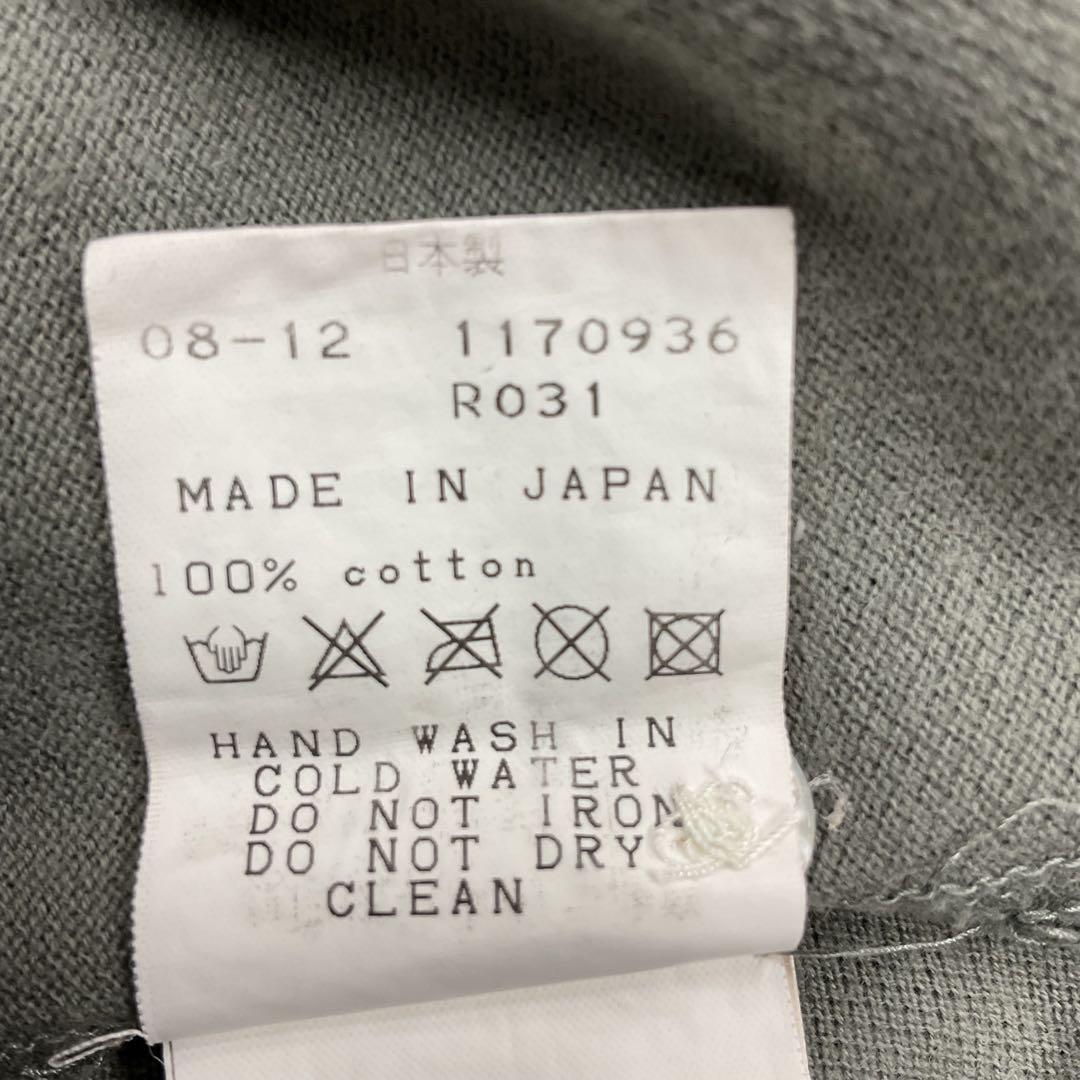 日本製
08-12 1170936
R031
MADE IN JAPAN
100% cotton
HAND WASH IN
COLD WATER
DO NOT IRON
DO NOT DRY
CLEAN